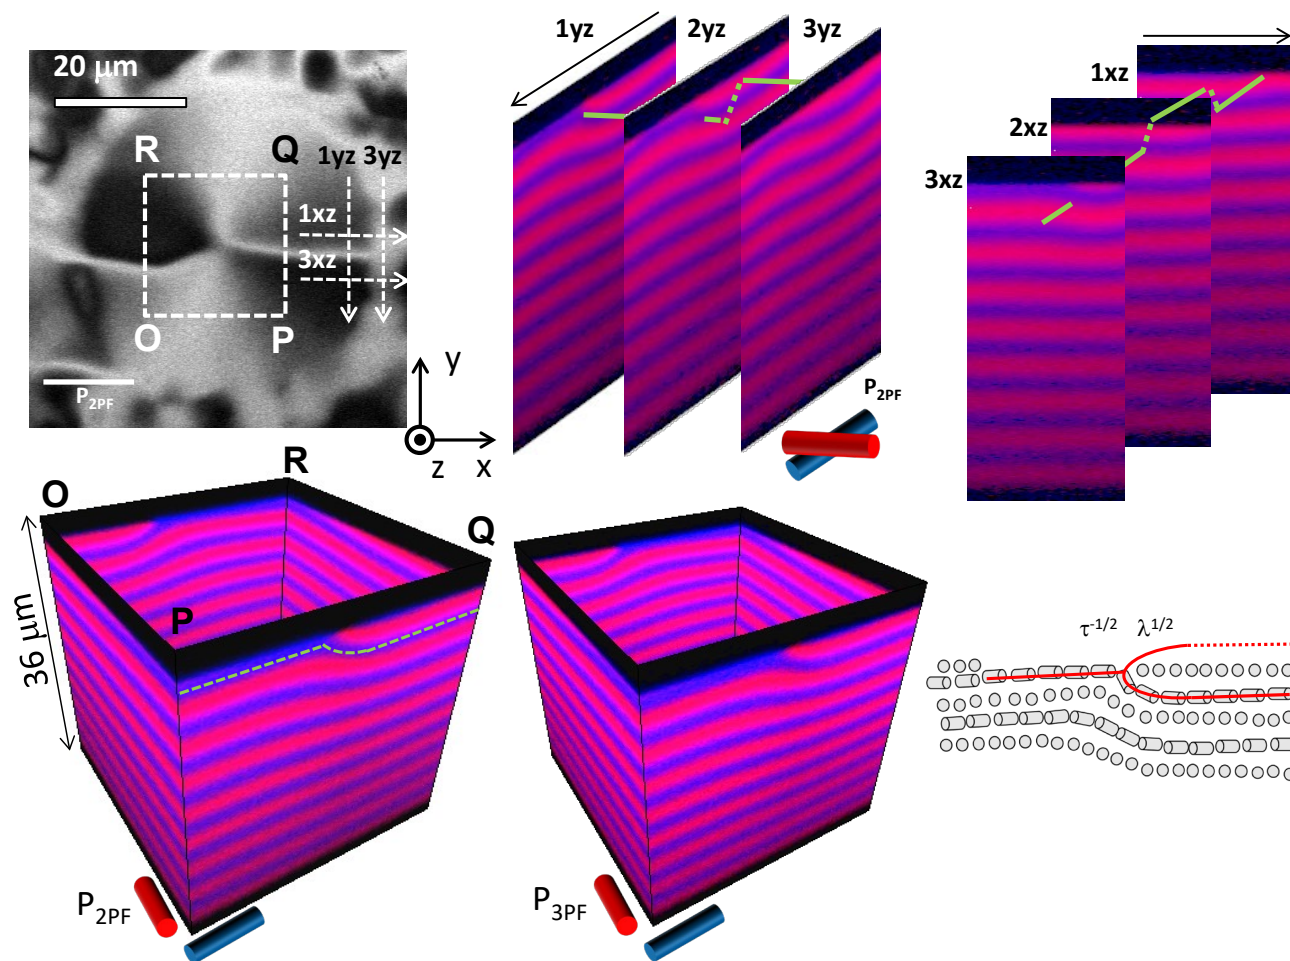 20 μm
R
Q
1yz 3yz
1xz
3xz
O
P
P2PF
y
z
x
1yz
2yz
3yz
P2PF
1xz
2xz
3xz
O
R
Q
P
36 μm
P2PF
P3PF
τ-1/2 λ1/2